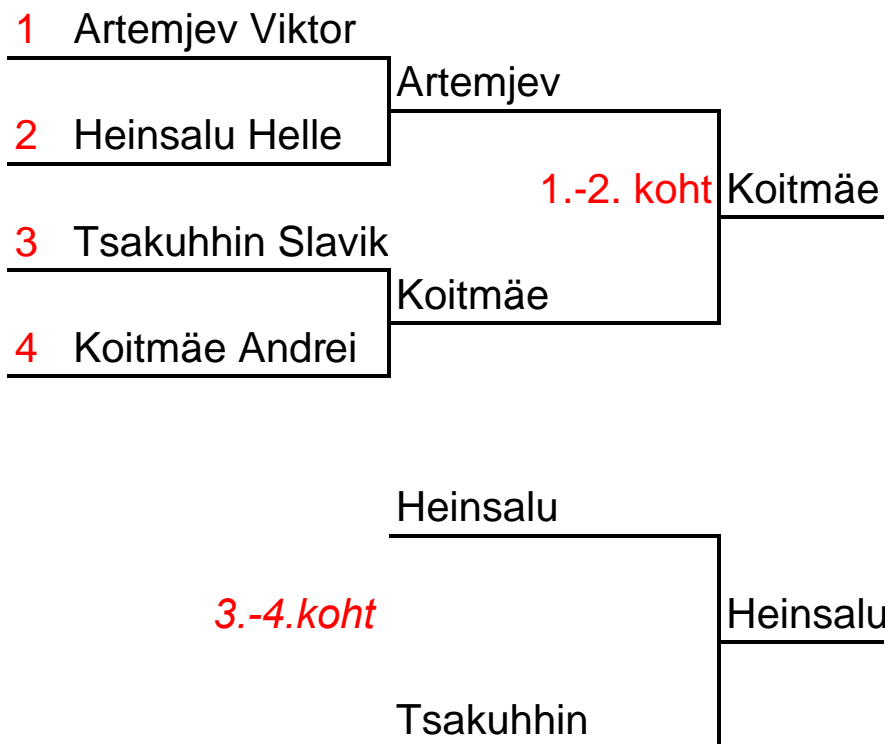 1 Artemjev Viktor
Artemjev
2 Heinsalu Helle
1.-2. koht Koitmäe
3 Tsakuhhin Slavik
Koitmäe
4 Koitmäe Andrei
Heinsalu
3.-4.koht Heinsalu
Tsakuhhin